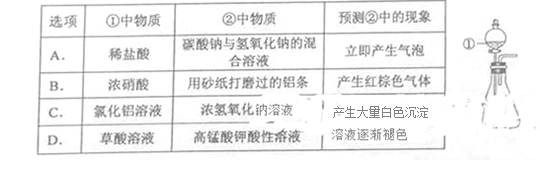 选项 ①中物质 ②中物质 预测②中的现象
A. 稀盐酸 碳酸钠与氢氧化钠的混合溶液 立即产生气泡
B. 浓硝酸 用砂纸打磨过的铝条 产生红棕色气体
C. 氯化铝溶液 浓氢氧化钠溶液 产生大量白色沉淀
D. 草酸溶液 高锰酸钾酸性溶液 溶液逐渐褪色
①